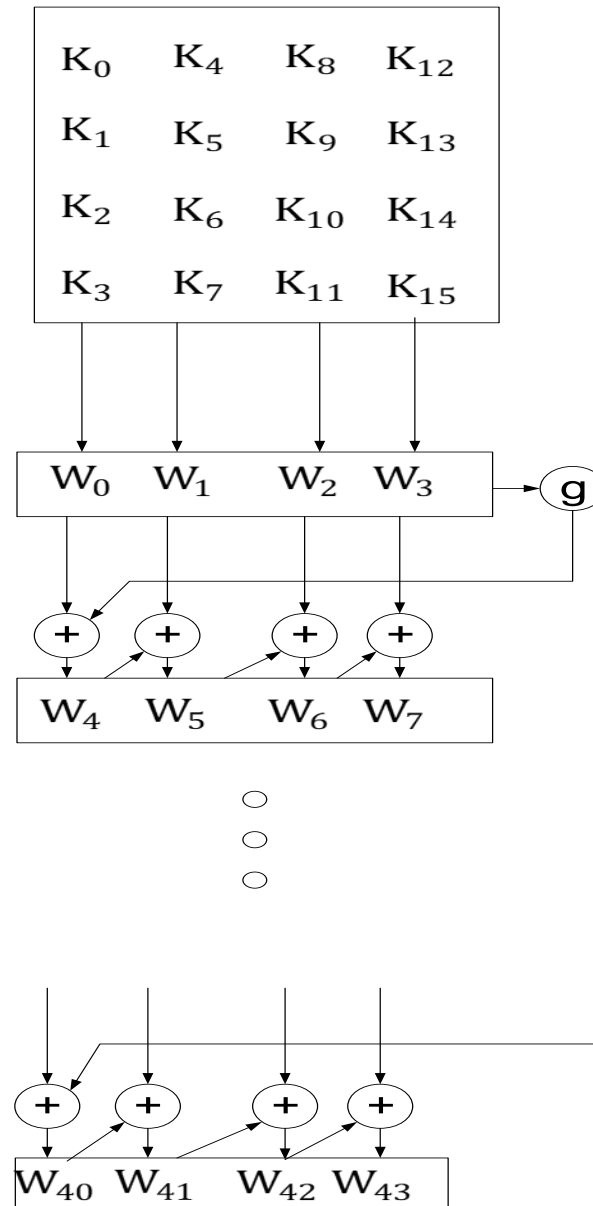 K₀ K₄ K₈ K₁₂
K₁ K₅ K₉ K₁₃
K₂ K₆ K₁₀ K₁₄
K₃ K₇ K₁₁ K₁₅
W₀ W₁ W₂ W₃ g
+ + + +
W₄ W₅ W₆ W₇
+ + + +
W₄₀ W₄₁ W₄₂ W₄₃